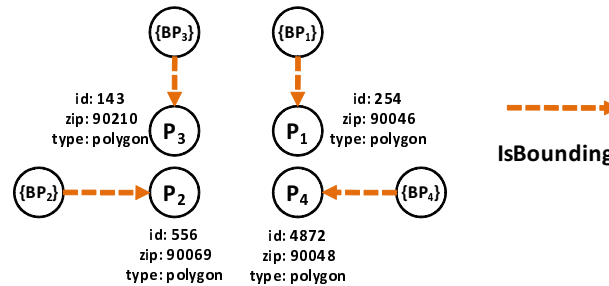 {BP3}
{BP1}
id: 143
zip: 90210
type: polygon
P3
P1
id: 254
zip: 90046
type: polygon
IsBounding
{BP2}
P2
P4
{BP4}
id: 556
zip: 90069
type: polygon
id: 4872
zip: 90048
type: polygon